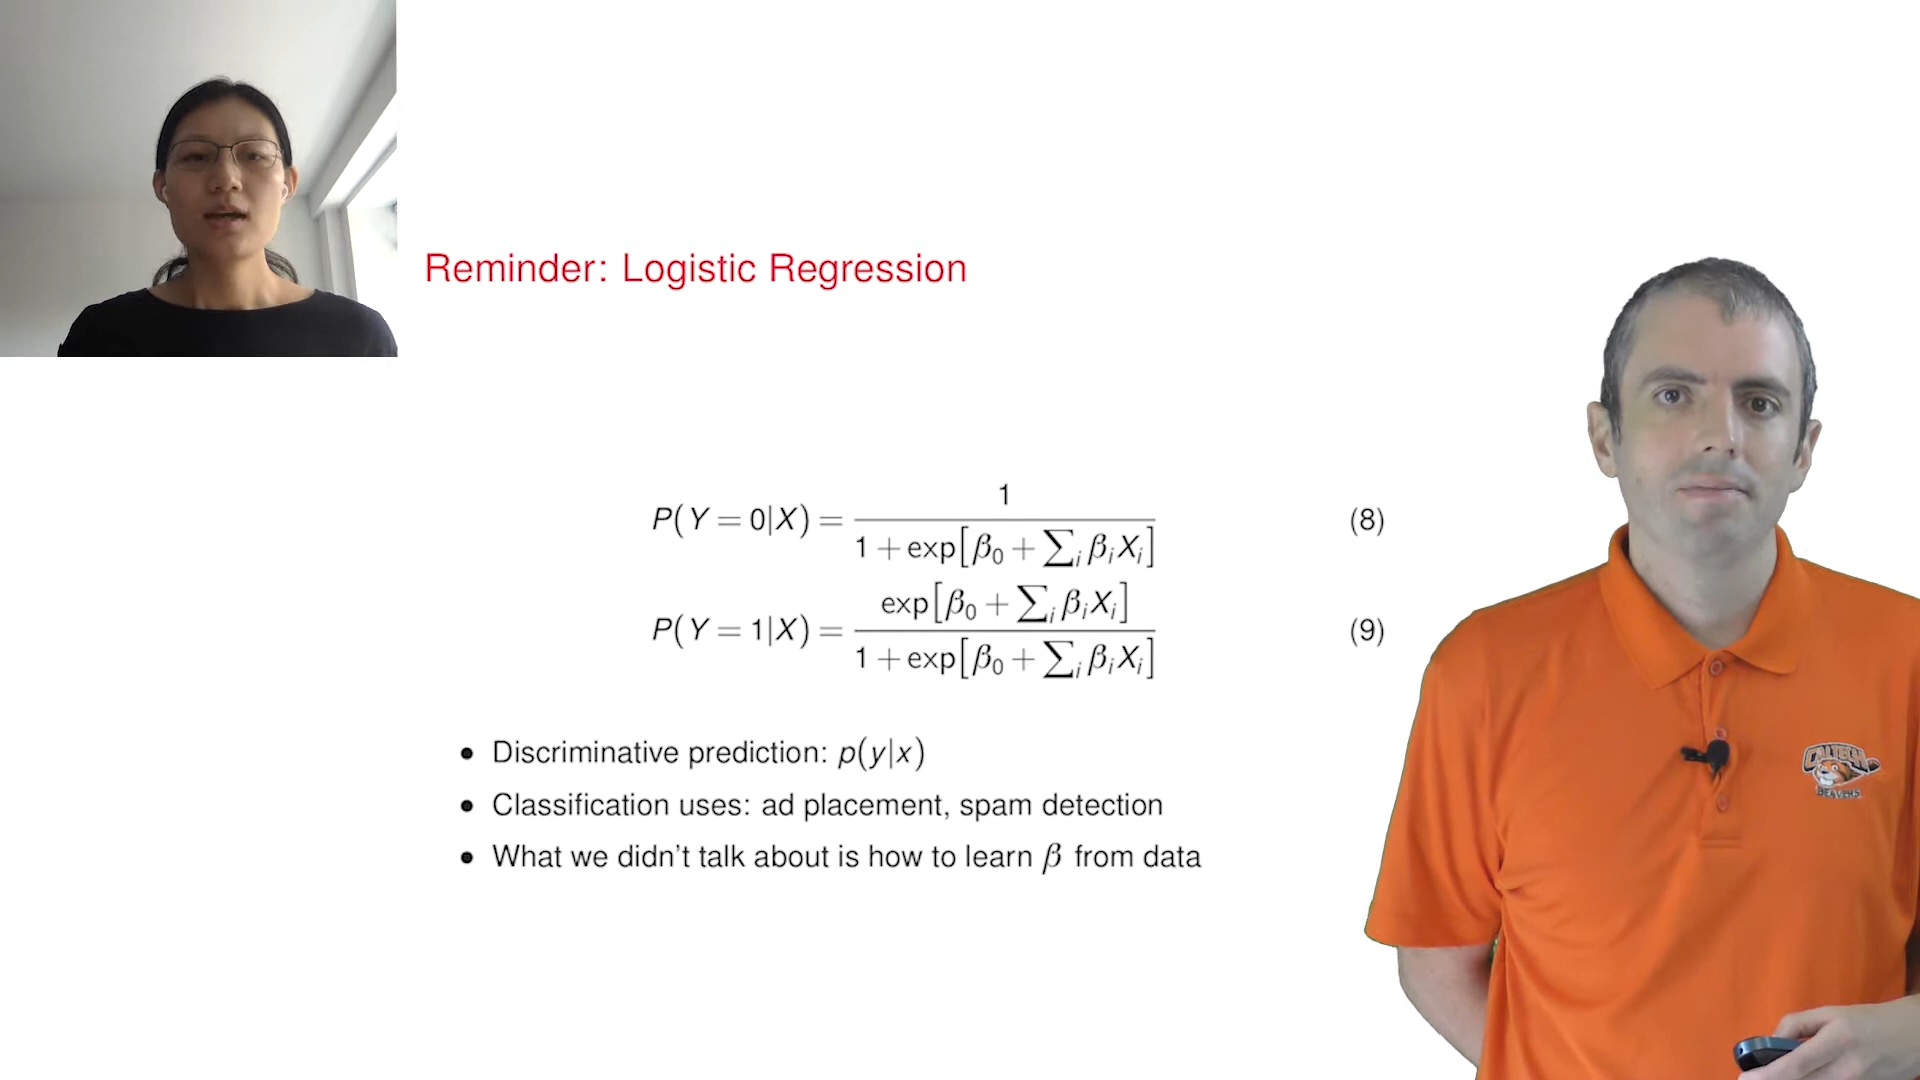 Reminder: Logistic Regression
P(Y = 0|X) = 1 / (1 + exp[β₀ + ∑ᵢ βᵢXᵢ]) (8)
P(Y = 1|X) = exp[β₀ + ∑ᵢ βᵢXᵢ] / (1 + exp[β₀ + ∑ᵢ βᵢXᵢ]) (9)
• Discriminative prediction: p(y|x)
• Classification uses: ad placement, spam detection
• What we didn't talk about is how to learn β from data
CALTECH
BEAVERS